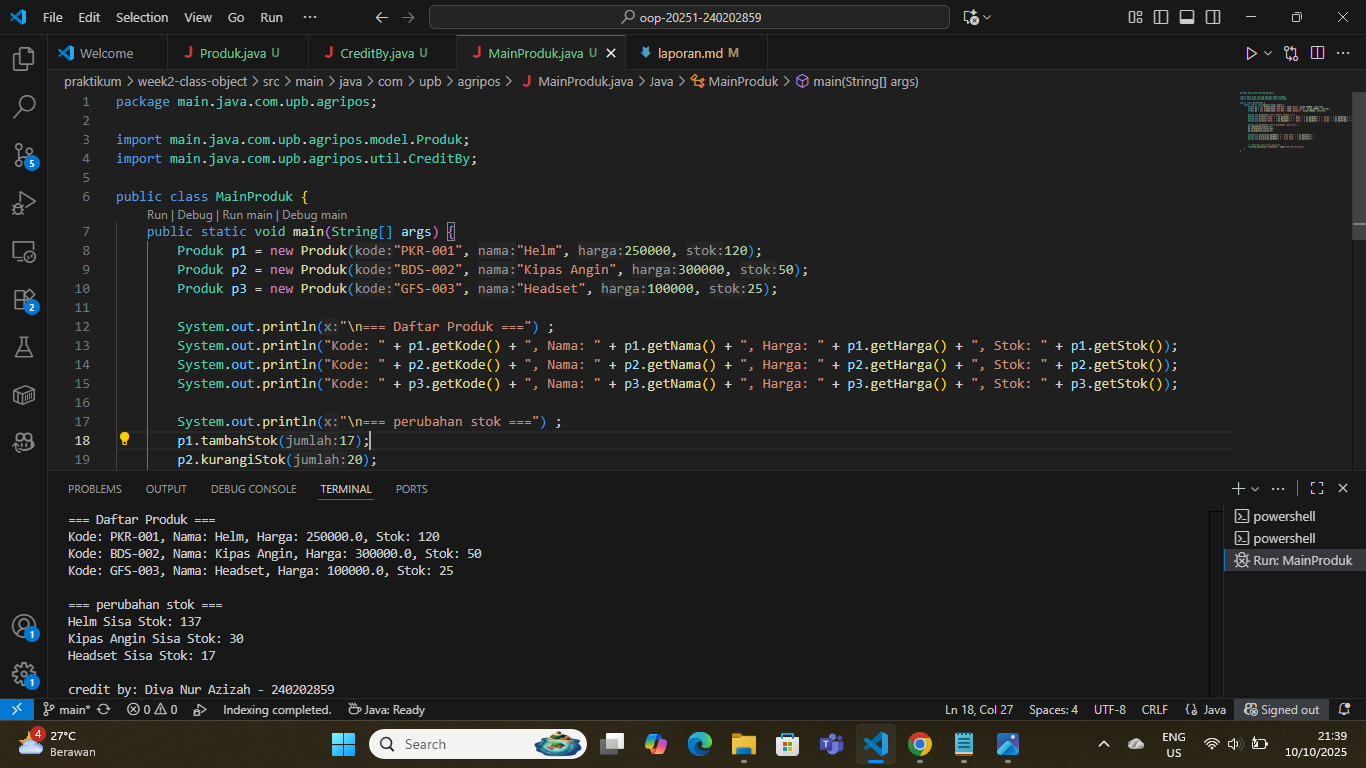 File Edit Selection View Go Run ··· oop-20251-240202859
Welcome Produk.java U CreditBy.java U MainProduk.java U laporan.md M
praktikum > week2-class-object > src > main > java > com > upb > agripos > MainProduk.java > Java > MainProduk > main(String[] args)
1 package main.java.com.upb.agripos;
2
3 import main.java.com.upb.agripos.model.Produk;
4 import main.java.com.upb.agripos.util.CreditBy;
5
6 public class MainProduk {
Run | Debug | Run main | Debug main
7 public static void main(String[] args) {
8 Produk p1 = new Produk(kode:"PKR-001", nama:"Helm", harga:250000, stok:120);
9 Produk p2 = new Produk(kode:"BDS-002", nama:"Kipas Angin", harga:300000, stok:50);
10 Produk p3 = new Produk(kode:"GFS-003", nama:"Headset", harga:100000, stok:25);
11
12 System.out.println(x:"\n=== Daftar Produk ===") ;
13 System.out.println("Kode: " + p1.getKode() + ", Nama: " + p1.getNama() + ", Harga: " + p1.getHarga() + ", Stok: " + p1.getStok());
14 System.out.println("Kode: " + p2.getKode() + ", Nama: " + p2.getNama() + ", Harga: " + p2.getHarga() + ", Stok: " + p2.getStok());
15 System.out.println("Kode: " + p3.getKode() + ", Nama: " + p3.getNama() + ", Harga: " + p3.getHarga() + ", Stok: " + p3.getStok());
16
17 System.out.println(x:"\n=== perubahan stok ===") ;
18 p1.tambahStok(jumlah:17);
19 p2.kurangiStok(jumlah:20);
5
2
1
1
PROBLEMS OUTPUT DEBUG CONSOLE TERMINAL PORTS
=== Daftar Produk ===
Kode: PKR-001, Nama: Helm, Harga: 250000.0, Stok: 120
Kode: BDS-002, Nama: Kipas Angin, Harga: 300000.0, Stok: 50
Kode: GFS-003, Nama: Headset, Harga: 100000.0, Stok: 25
=== perubahan stok ===
Helm Sisa Stok: 137
Kipas Angin Sisa Stok: 30
Headset Sisa Stok: 17
credit by: Diva Nur Azizah - 240202859
powershell
powershell
Run: MainProduk
main* 0 0 Indexing completed. Java: Ready Ln 18, Col 27 Spaces: 4 UTF-8 CRLF {} Java Signed out
4 27°C
Berawan
Search
ENG
US
21:39
10/10/2025